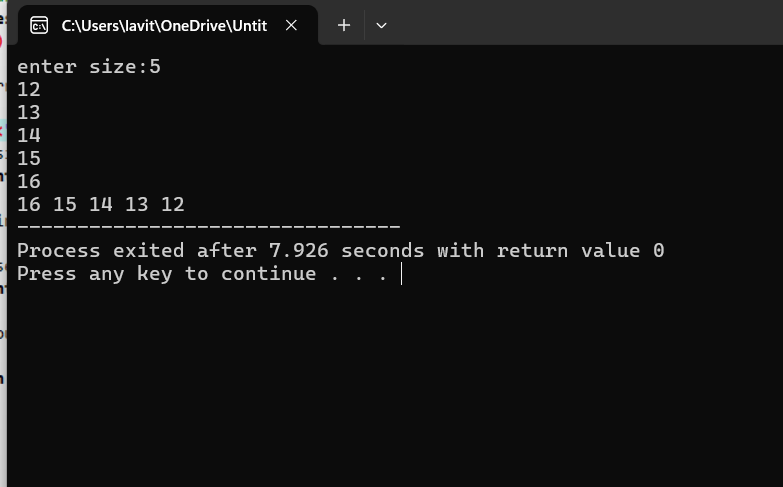 C:\Users\lavit\OneDrive\Untit
enter size:5
12
13
14
15
16
16 15 14 13 12
--------------------------------
Process exited after 7.926 seconds with return value 0
Press any key to continue . . .